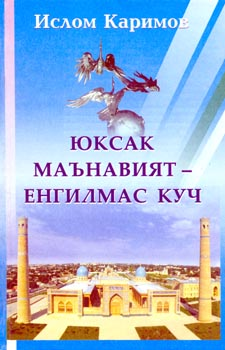 Ислом Каримов
ЮКСАК
МАЪНАВИЯТ –
ЕНГИЛМАС КУЧ